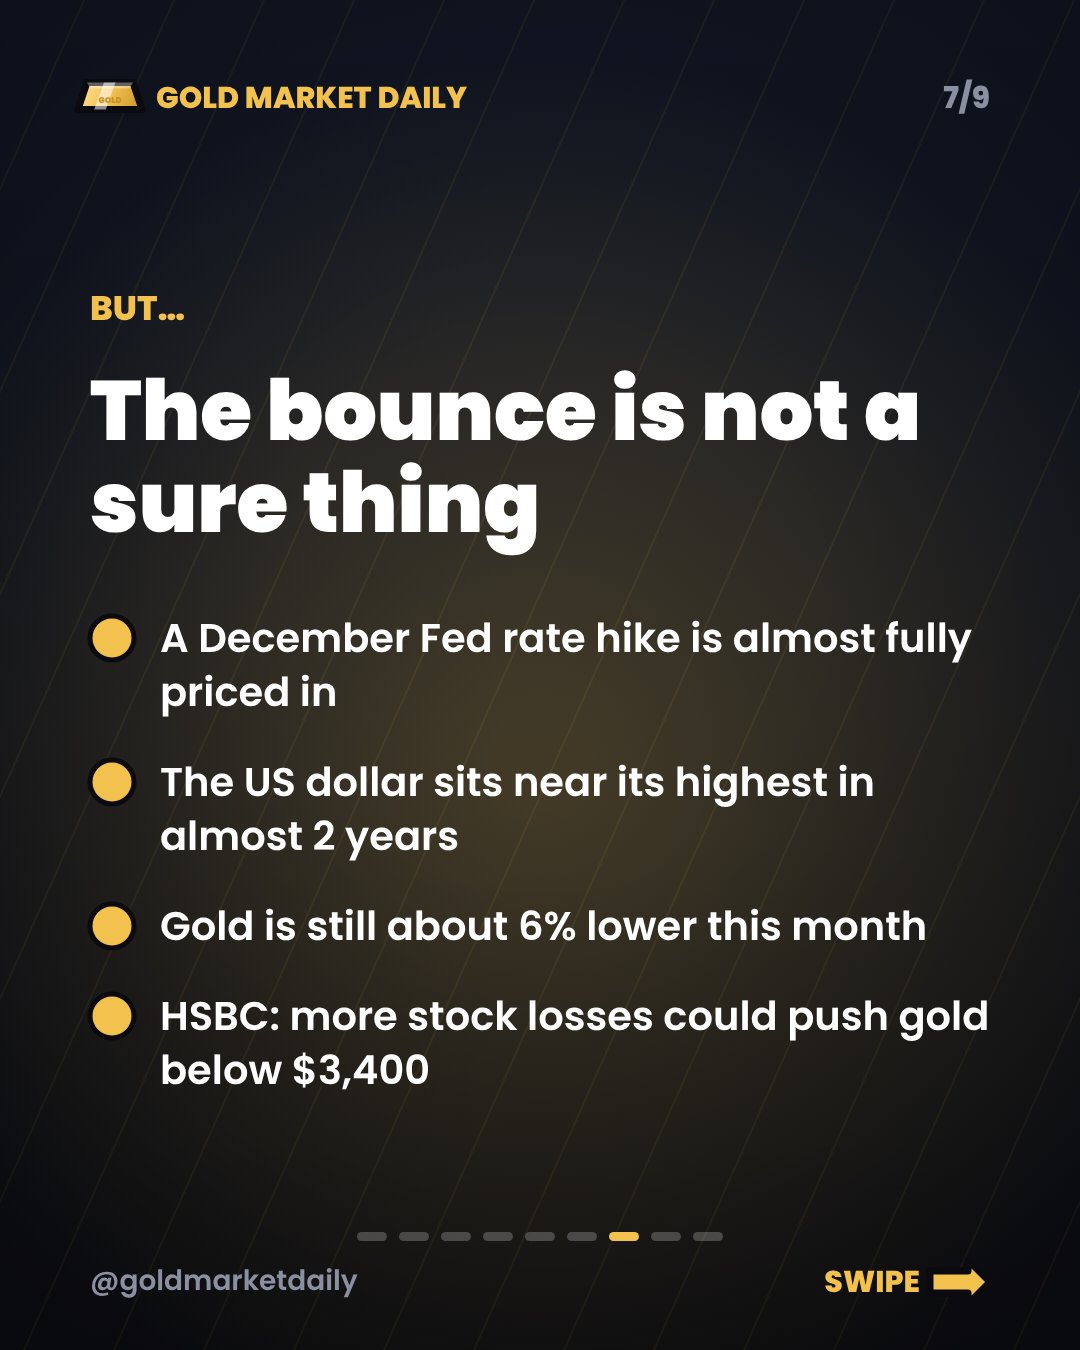 GOLD
GOLD MARKET DAILY
7/9
BUT...
The bounce is not a
sure thing
A December Fed rate hike is almost fully
priced in
The US dollar sits near its highest in
almost 2 years
Gold is still about 6% lower this month
HSBC: more stock losses could push gold
below $3,400
@goldmarketdaily
SWIPE